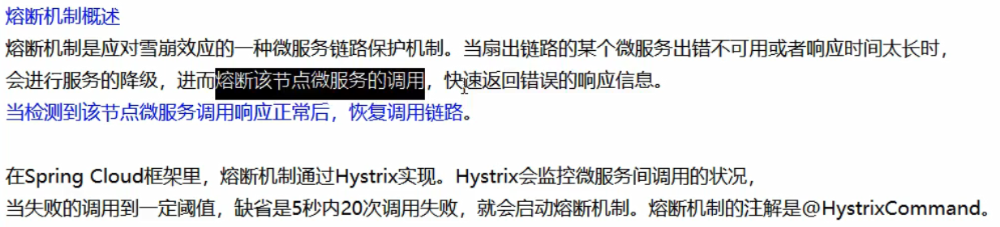 熔断机制概述
熔断机制是应对雪崩效应的一种微服务链路保护机制。当扇出链路的某个微服务出错不可用或者响应时间太长时，
会进行服务的降级，进而熔断该节点微服务的调用，快速返回错误的响应信息。
当检测到该节点微服务调用响应正常后，恢复调用链路。
在Spring Cloud框架里，熔断机制通过Hystrix实现。Hystrix会监控微服务间调用的状况，
当失败的调用到一定阈值，缺省是5秒内20次调用失败，就会启动熔断机制。熔断机制的注解是@HystrixCommand。